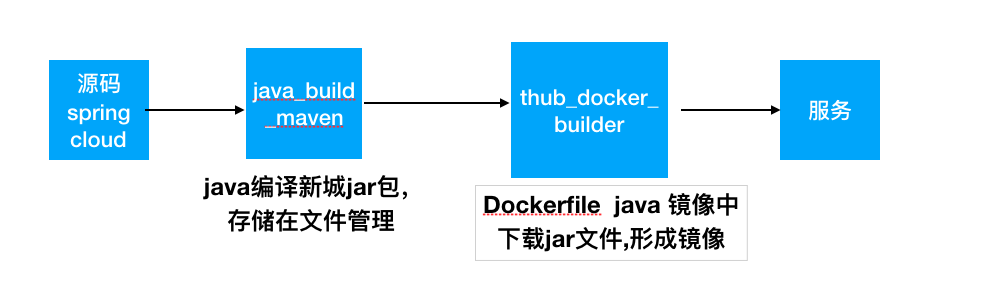 源码
spring
cloud
java_build
_maven
thub_docker_
builder
服务
java编译新城jar包，
存储在文件管理
Dockerfile  java 镜像中
下载jar文件,形成镜像